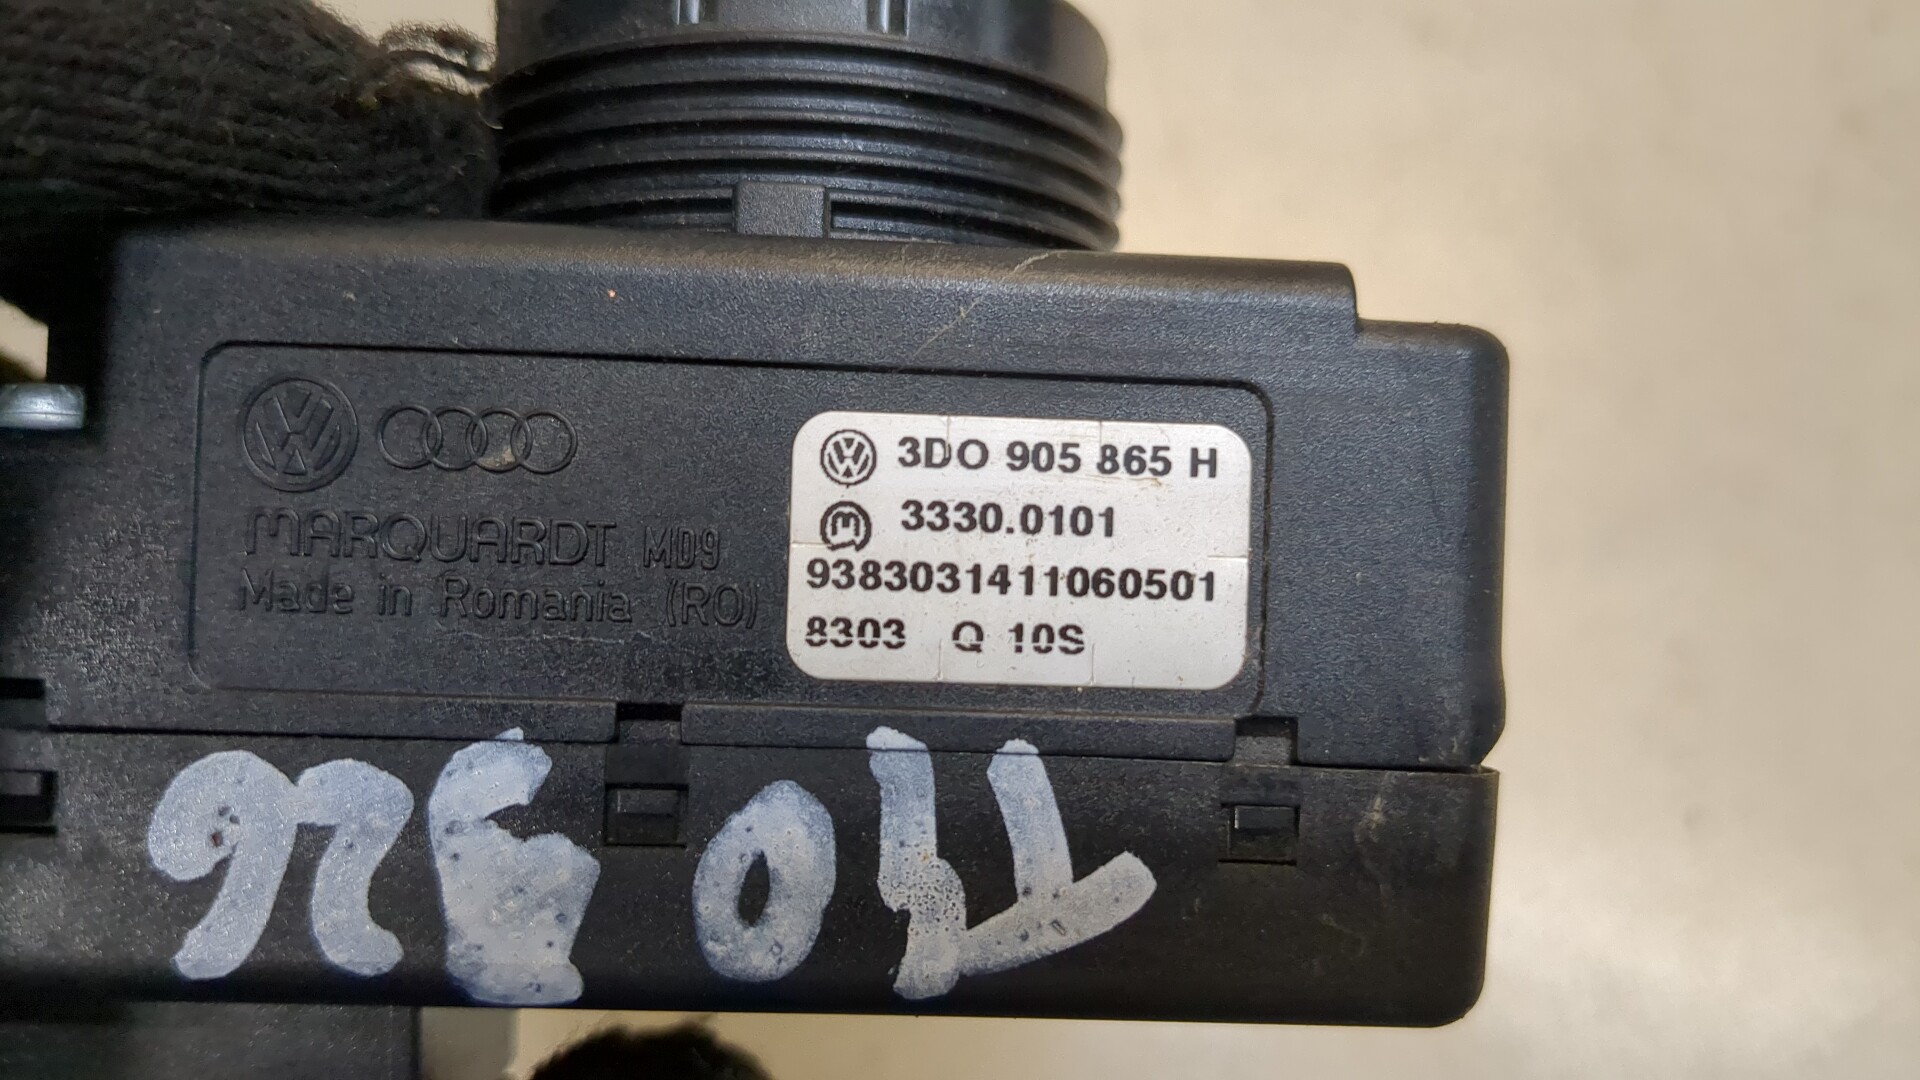 MARQUARDT MD9
Made in Romania (RO)
3D0 905 865 H
3330.0101
9383031411060501
8303 Q 10S